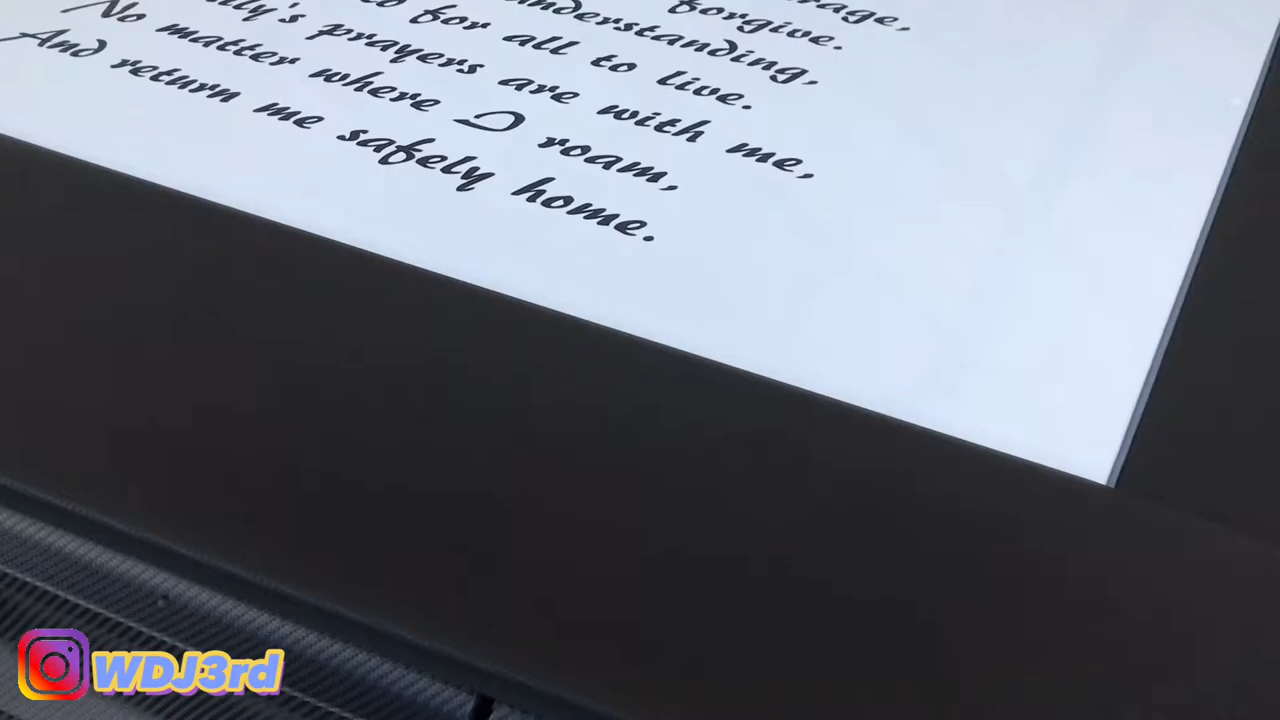 forgive.
understanding,
for all to live.
prayers are with me,
No matter where I roam,
And return me safely home.
WDJ3rd